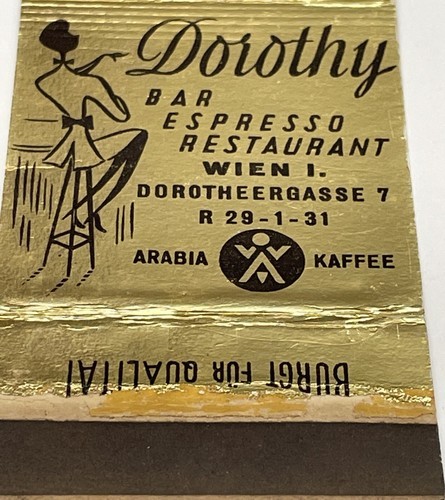 Dorothy
BAR
ESPRESSO
RESTAURANT
WIEN I.
DOROTHEERGASSE 7
R 29-1-31
ARABIA KAFFEE
BÜRGT FÜR QUALITÄT